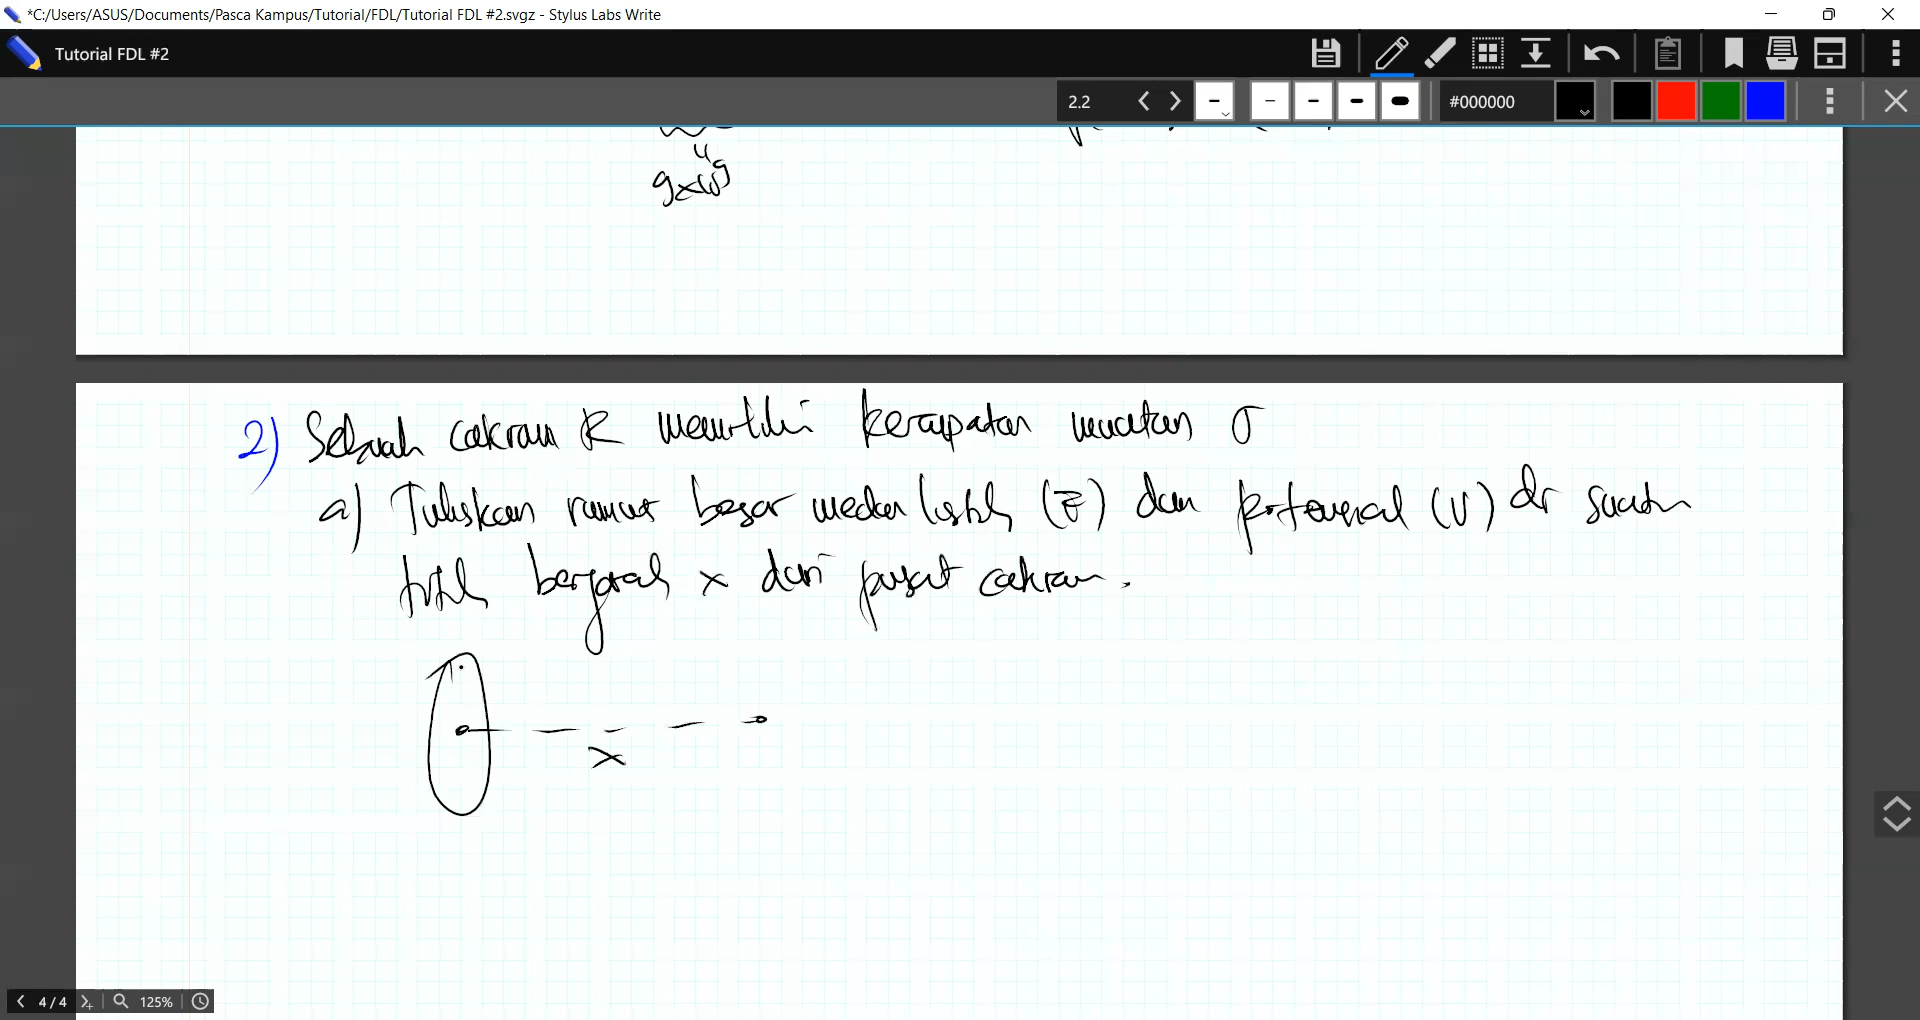 *C:/Users/ASUS/Documents/Pasca Kampus/Tutorial/FDL/Tutorial FDL #2.svgz - Stylus Labs Write
Tutorial FDL #2
2.2
#000000
g x g
2) Sebuah cakram R memiliki kerapatan muatan σ
a) Tuliskan rumus besar medan listrik (E) dan potensial (V) di suatu
titik berjarak x dari pusat cakram.
x
4 / 4
125%